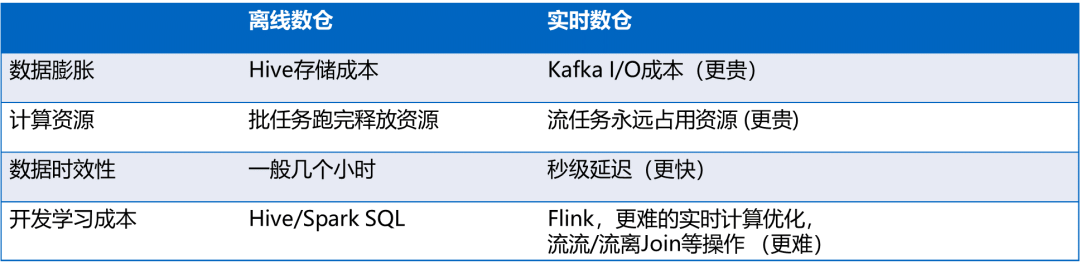 离线数仓 实时数仓
数据膨胀 Hive存储成本 Kafka I/O成本（更贵）
计算资源 批任务跑完释放资源 流任务永远占用资源 (更贵)
数据时效性 一般几个小时 秒级延迟（更快）
开发学习成本 Hive/Spark SQL Flink，更难的实时计算优化，
流流/流离Join等操作 （更难）